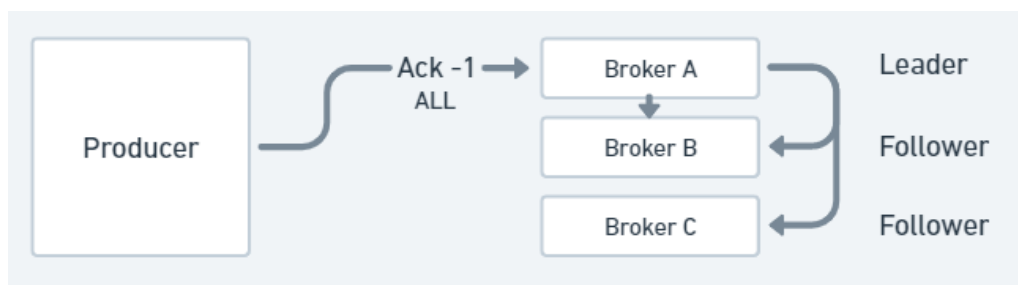 Producer
Ack -1
ALL
Broker A
Leader
Broker B
Follower
Broker C
Follower